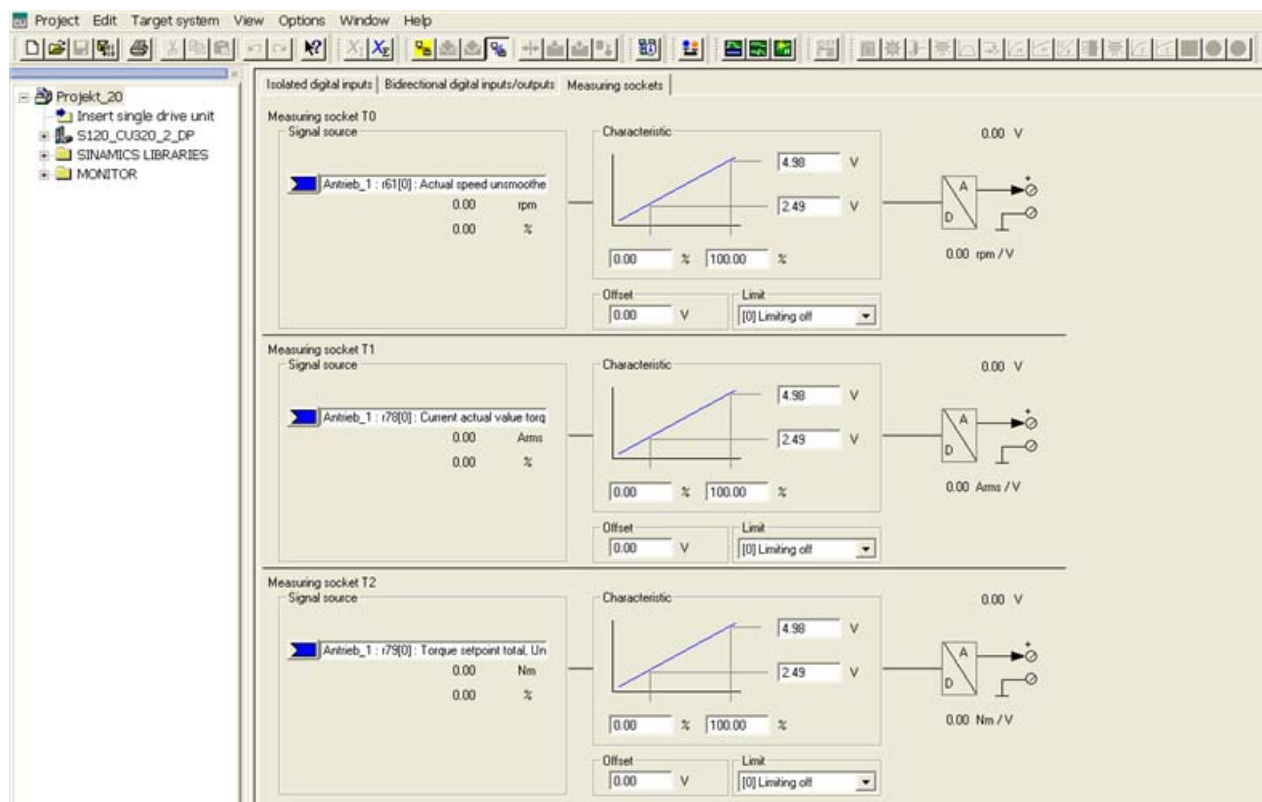 Project Edit Target system View Options Window Help
Projekt_20
Insert single drive unit
S120_CU320_2_DP
SINAMICS LIBRARIES
MONITOR
Isolated digital inputs Bidirectional digital inputs/outputs Measuring sockets
Measuring socket T0
Signal source
Characteristic
0.00 V
Antrieb_1 : r61[0] : Actual speed unsmoothe
4.98 V
0.00 rpm
2.49 V
A
D
0.00 %
0.00 rpm / V
0.00 % 100.00 %
Offset
Limit
0.00 V
[0] Limiting off
Measuring socket T1
Signal source
Characteristic
0.00 V
Antrieb_1 : r78[0] : Current actual value torq
4.98 V
0.00 Arms
2.49 V
A
D
0.00 %
0.00 Arms / V
0.00 % 100.00 %
Offset
Limit
0.00 V
[0] Limiting off
Measuring socket T2
Signal source
Characteristic
0.00 V
Antrieb_1 : r79[0] : Torque setpoint total, Un
4.98 V
0.00 Nm
2.49 V
A
D
0.00 %
0.00 Nm / V
0.00 % 100.00 %
Offset
Limit
0.00 V
[0] Limiting off